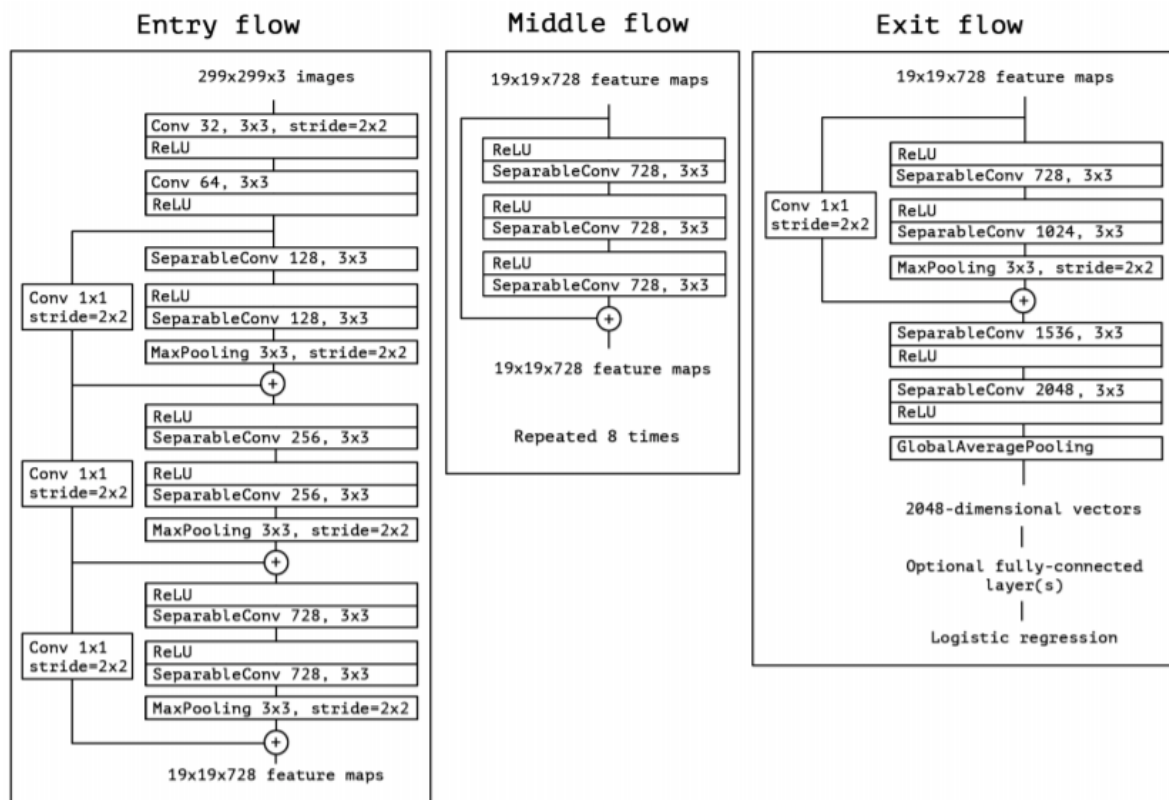 Entry flow
299x299x3 images
Conv 32, 3x3, stride=2x2
ReLU
Conv 64, 3x3
ReLU
SeparableConv 128, 3x3
Conv 1x1
stride=2x2
ReLU
SeparableConv 128, 3x3
MaxPooling 3x3, stride=2x2
+
ReLU
SeparableConv 256, 3x3
Conv 1x1
stride=2x2
ReLU
SeparableConv 256, 3x3
MaxPooling 3x3, stride=2x2
+
ReLU
SeparableConv 728, 3x3
Conv 1x1
stride=2x2
ReLU
SeparableConv 728, 3x3
MaxPooling 3x3, stride=2x2
+
19x19x728 feature maps
Middle flow
19x19x728 feature maps
ReLU
SeparableConv 728, 3x3
ReLU
SeparableConv 728, 3x3
ReLU
SeparableConv 728, 3x3
+
19x19x728 feature maps
Repeated 8 times
Exit flow
19x19x728 feature maps
ReLU
SeparableConv 728, 3x3
Conv 1x1
stride=2x2
ReLU
SeparableConv 1024, 3x3
MaxPooling 3x3, stride=2x2
+
SeparableConv 1536, 3x3
ReLU
SeparableConv 2048, 3x3
ReLU
GlobalAveragePooling
2048-dimensional vectors
Optional fully-connected
layer(s)
Logistic regression